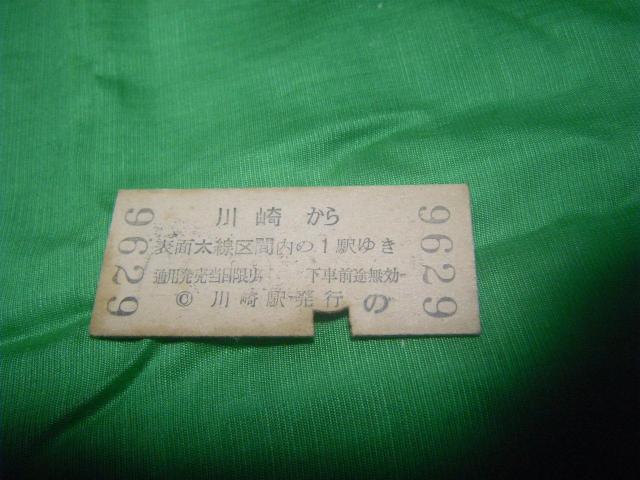 川崎から
表面太線区間内の1駅ゆき
通用発売当日限り 下車前途無効
© 川崎駅発行 の
9629
9629